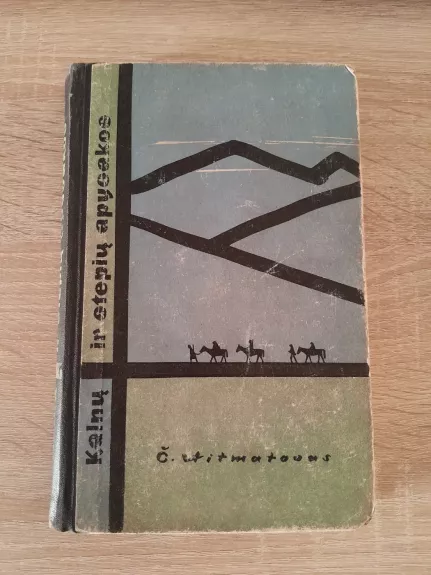 Kalnų ir stepių apysakos
Č. Aitmatovas